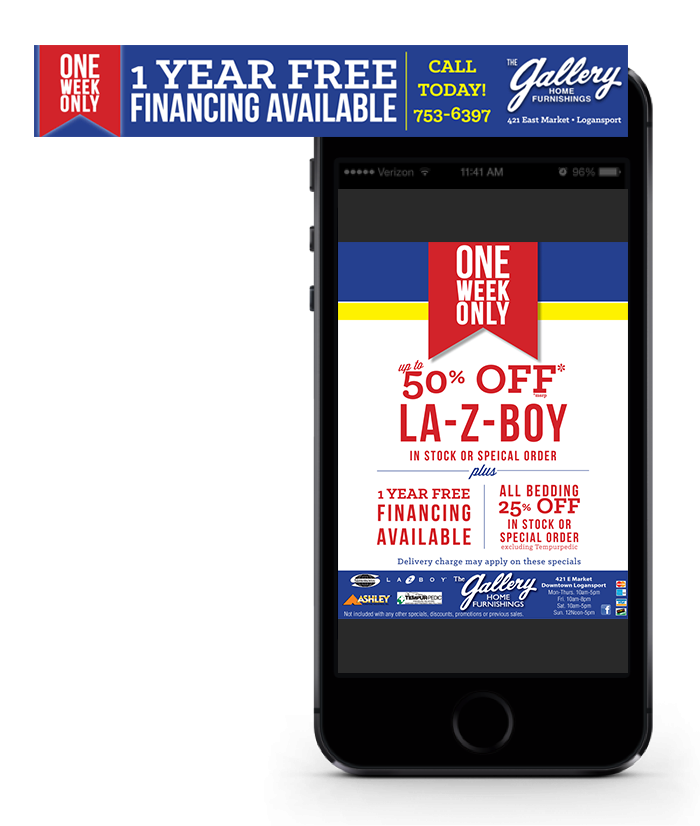 ONE
WEEK
ONLY
1 YEAR FREE
FINANCING AVAILABLE
CALL
TODAY!
753-6397
THE
Gallery
HOME
FURNISHINGS
421 East Market • Logansport
Verizon 11:41 AM 96%
ONE
WEEK
ONLY
up to
50% OFF*
*msrp
LA-Z-BOY
IN STOCK OR SPEICAL ORDER
plus
1 YEAR FREE
FINANCING
AVAILABLE
ALL BEDDING
25% OFF
IN STOCK OR
SPECIAL ORDER
excluding Tempurpedic
Delivery charge may apply on these specials
LA Z BOY
ASHLEY
TEMPUR-PEDIC
The
Gallery
HOME
FURNISHINGS
421 E Market
Downtown Logansport
Mon-Thurs. 10am-5pm
Fri. 10am-8pm
Sat. 10am-5pm
Sun. 12Noon-5pm
f
Not included with any other specials, discounts, promotions or previous sales.